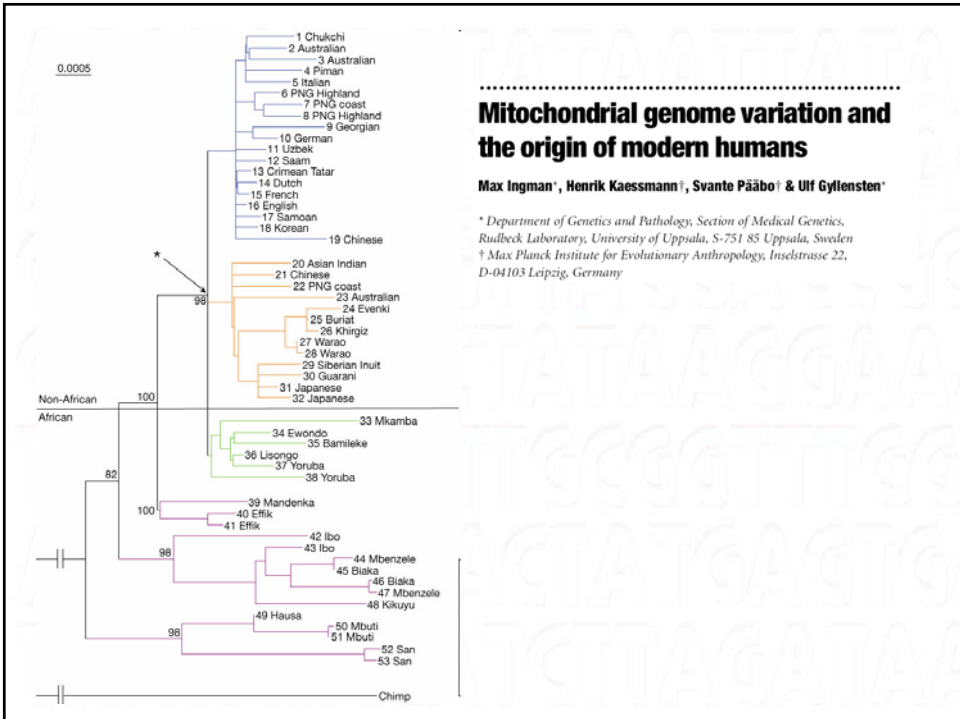 1 Chukchi
2 Australian
3 Australian
4 Piman
5 Italian
6 PNG Highland
7 PNG coast
8 PNG Highland
9 Georgian
10 German
11 Uzbek
12 Saam
13 Crimean Tatar
14 Dutch
15 French
16 English
17 Samoan
18 Korean
19 Chinese
0.0005
*
20 Asian Indian
21 Chinese
22 PNG coast
23 Australian
24 Evenki
25 Buriat
26 Khirgiz
27 Warao
28 Warao
29 Siberian Inuit
30 Guarani
31 Japanese
32 Japanese
98
100
Non-African
African
33 Mkamba
34 Ewondo
35 Bamileke
36 Lisongo
37 Yoruba
38 Yoruba
82
39 Mandenka
40 Effik
41 Effik
100
42 Ibo
43 Ibo
44 Mbenzele
45 Biaka
46 Biaka
47 Mbenzele
48 Kikuyu
98
49 Hausa
50 Mbuti
51 Mbuti
52 San
53 San
98
Chimp
Mitochondrial genome variation and
the origin of modern humans
Max Ingman*, Henrik Kaessmann†, Svante Pääbo† & Ulf Gyllensten*
* Department of Genetics and Pathology, Section of Medical Genetics,
Rudbeck Laboratory, University of Uppsala, S-751 85 Uppsala, Sweden
† Max Planck Institute for Evolutionary Anthropology, Inselstrasse 22,
D-04103 Leipzig, Germany